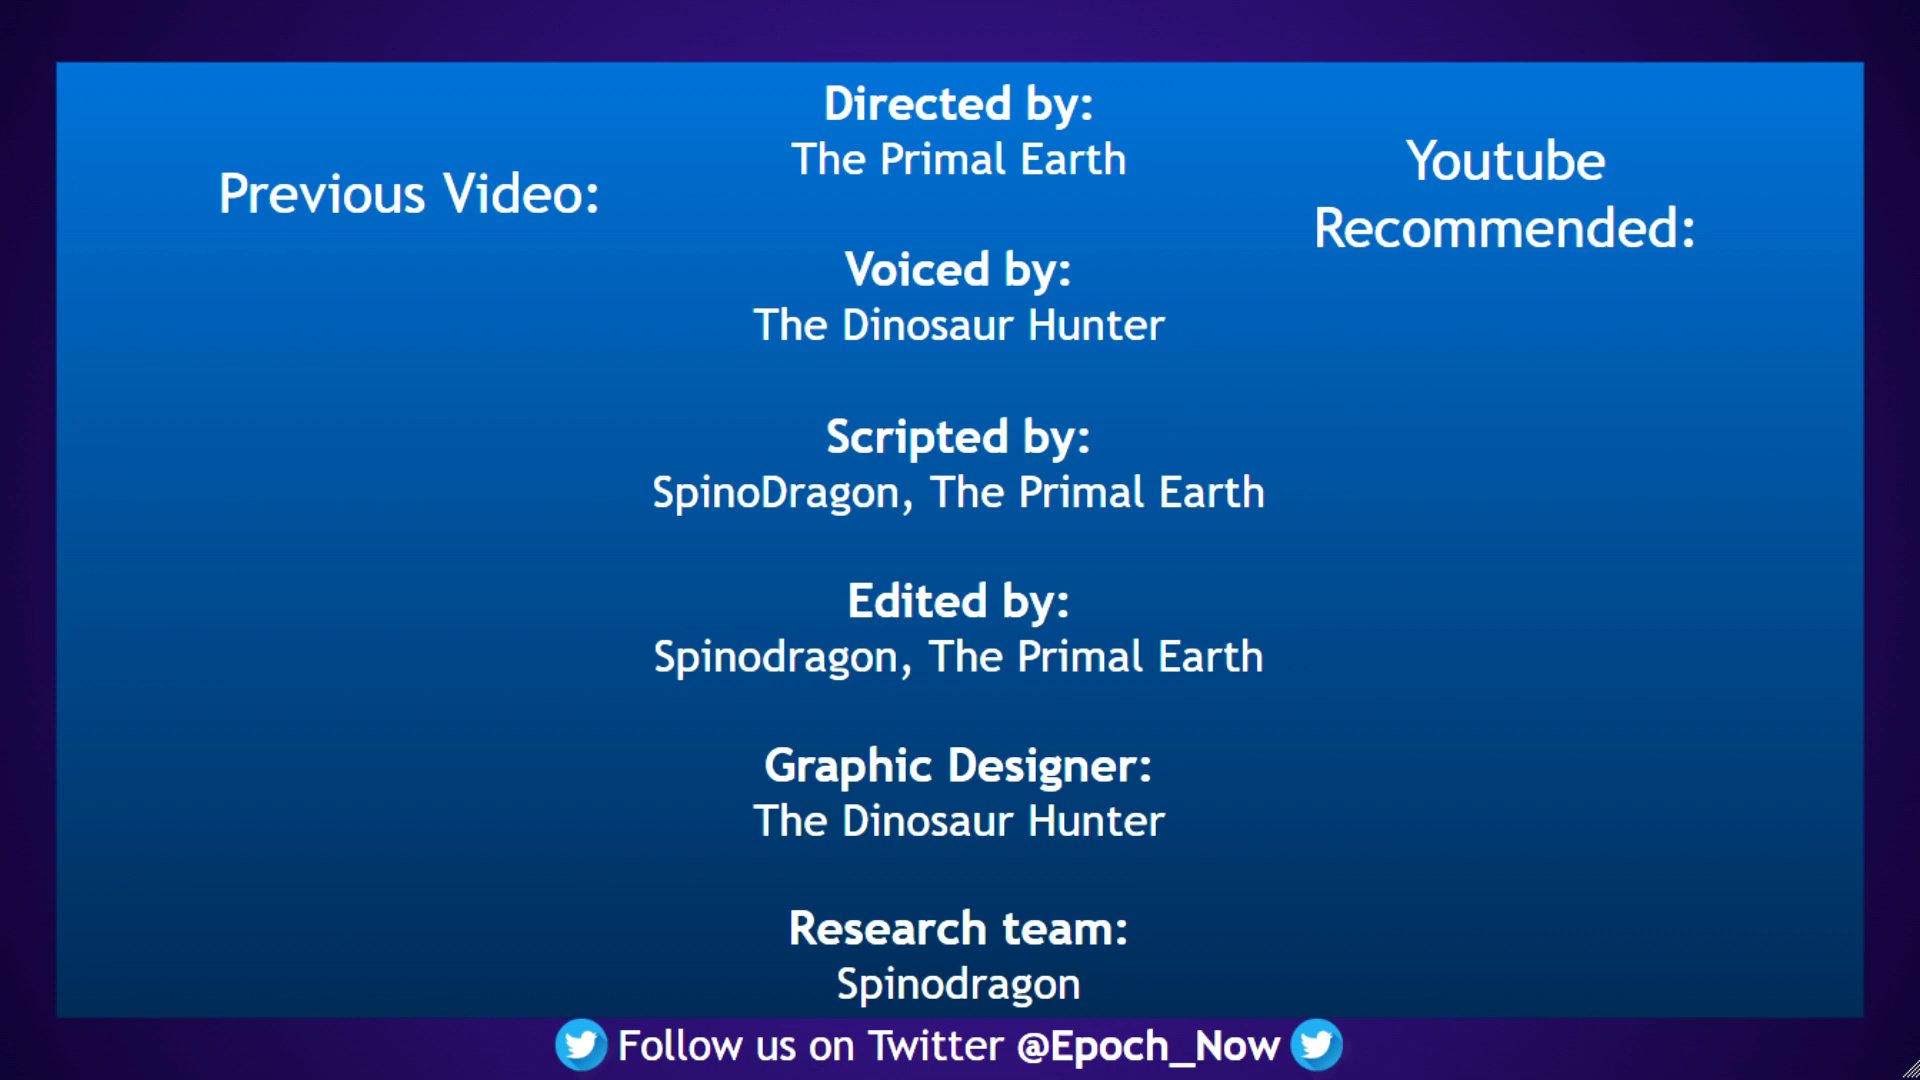 Previous Video:
Directed by:
The Primal Earth
Voiced by:
The Dinosaur Hunter
Scripted by:
SpinoDragon, The Primal Earth
Edited by:
Spinodragon, The Primal Earth
Graphic Designer:
The Dinosaur Hunter
Research team:
Spinodragon
Youtube
Recommended:
Follow us on Twitter @Epoch_Now